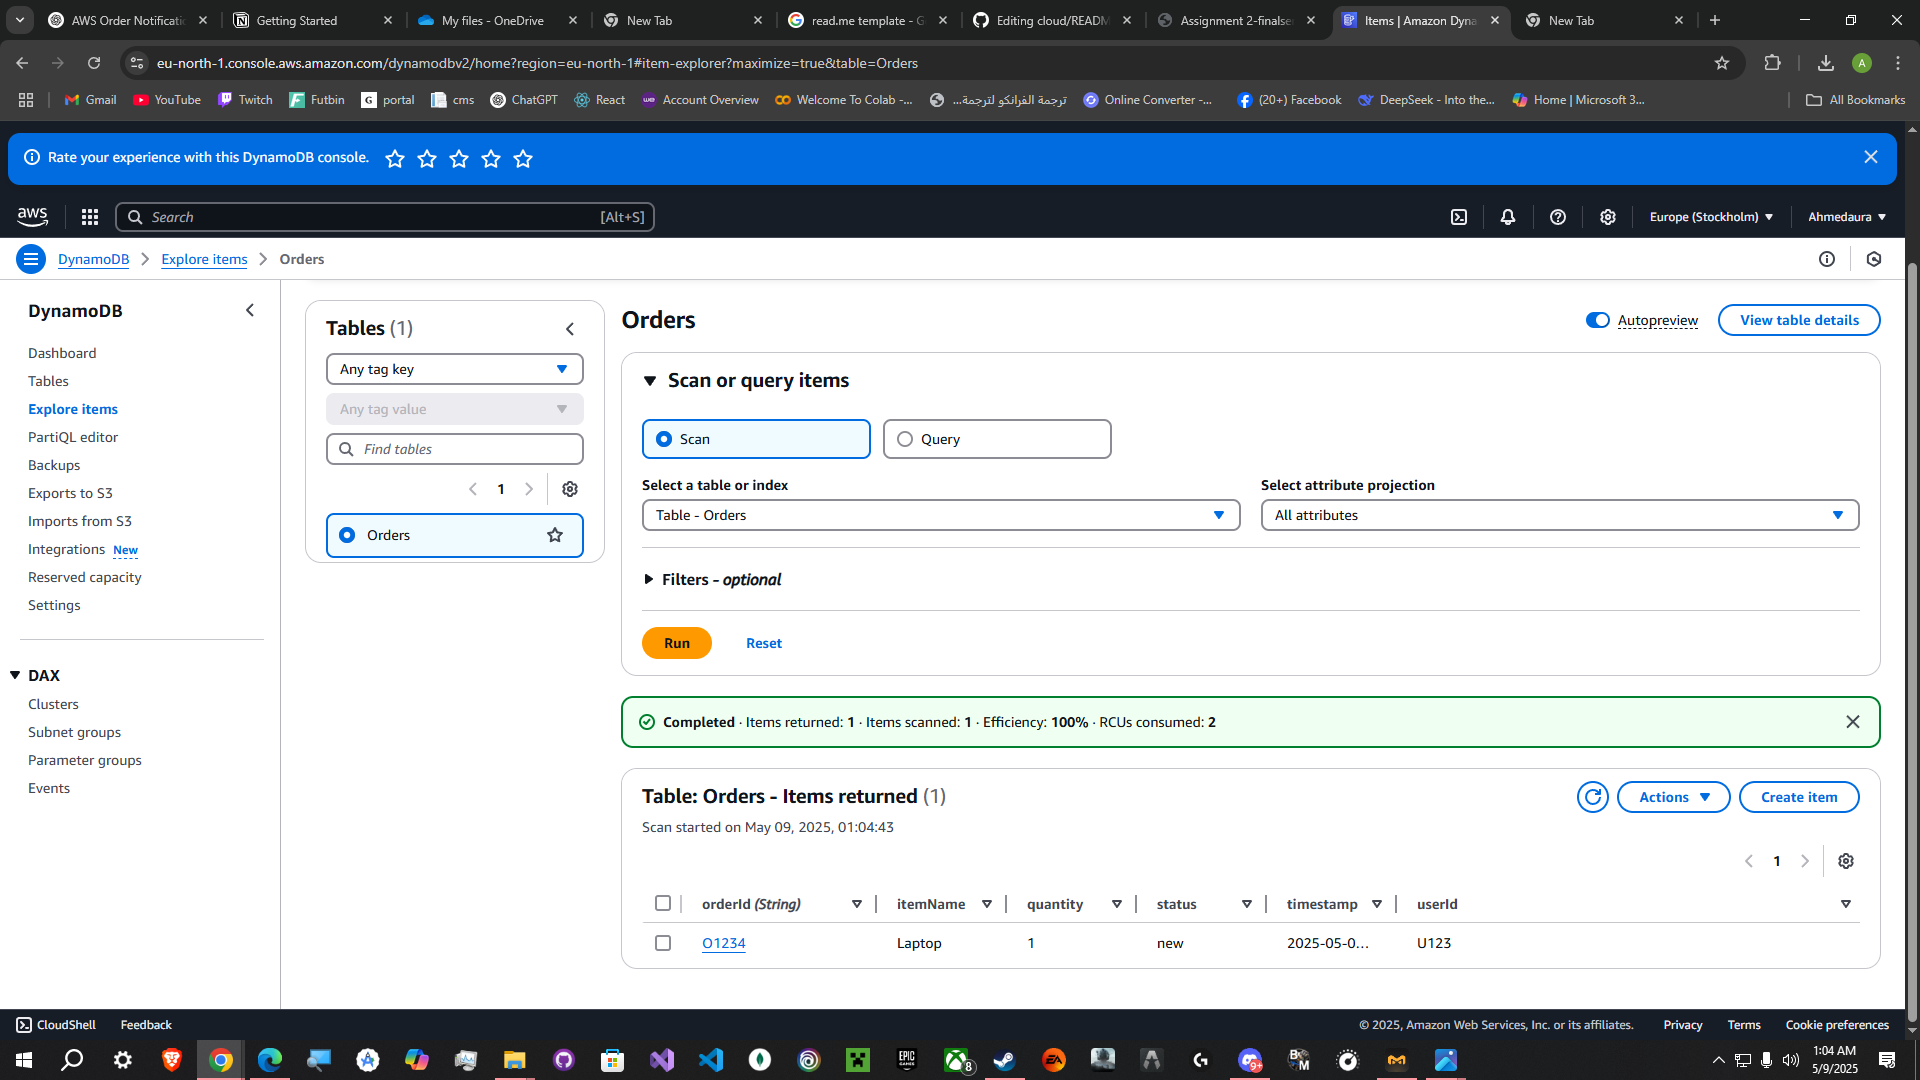 AWS Order Notificati
Getting Started
My files - OneDrive
New Tab
read.me template - G
Editing cloud/READM
Assignment 2-finalse
Items | Amazon Dyna
New Tab
eu-north-1.console.aws.amazon.com/dynamodbv2/home?region=eu-north-1#item-explorer?maximize=true&table=Orders
A
Gmail
YouTube
Twitch
Futbin
portal
cms
ChatGPT
React
Account Overview
Welcome To Colab -...
ترجمة الفرانكو لترجمة...
Online Converter -...
(20+) Facebook
DeepSeek - Into the...
Home | Microsoft 3...
All Bookmarks
Rate your experience with this DynamoDB console.
aws
Search
[Alt+S]
Europe (Stockholm)
Ahmedaura
DynamoDB
Explore items
Orders
DynamoDB
Dashboard
Tables
Explore items
PartiQL editor
Backups
Exports to S3
Imports from S3
Integrations New
Reserved capacity
Settings
DAX
Clusters
Subnet groups
Parameter groups
Events
Tables (1)
Any tag key
Any tag value
Find tables
1
Orders
Orders
Autopreview
View table details
Scan or query items
Scan
Query
Select a table or index
Table - Orders
Select attribute projection
All attributes
Filters - optional
Run
Reset
Completed · Items returned: 1 · Items scanned: 1 · Efficiency: 100% · RCUs consumed: 2
Table: Orders - Items returned (1)
Scan started on May 09, 2025, 01:04:43
Actions
Create item
1
orderId (String)
itemName
quantity
status
timestamp
userId
O1234
Laptop
1
new
2025-05-0...
U123
CloudShell
Feedback
© 2025, Amazon Web Services, Inc. or its affiliates.
Privacy
Terms
Cookie preferences
EPIC
8
EA
9+
1:04 AM
5/9/2025